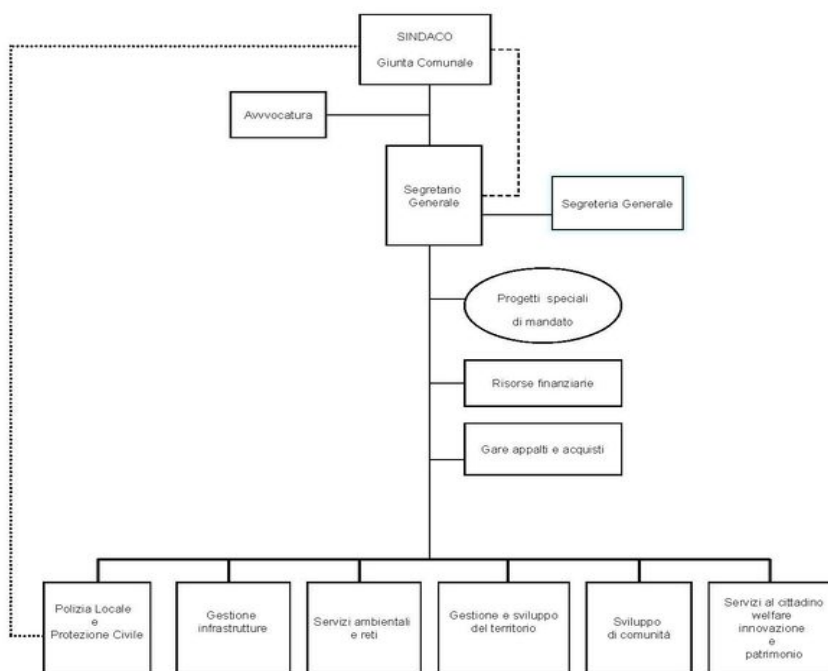 SINDACO
Giunta Comunale
Avvvocatura
Segretario
Generale
Segreteria Generale
Progetti speciali
di mandato
Risorse finanziarie
Gare appalti e acquisti
Polizia Locale
e
Protezione Civile
Gestione
infrastrutture
Servizi ambientali
e reti
Gestione e sviluppo
del territorio
Sviluppo
di comunità
Servizi al cittadino
welfare
innovazione
e
patrimonio